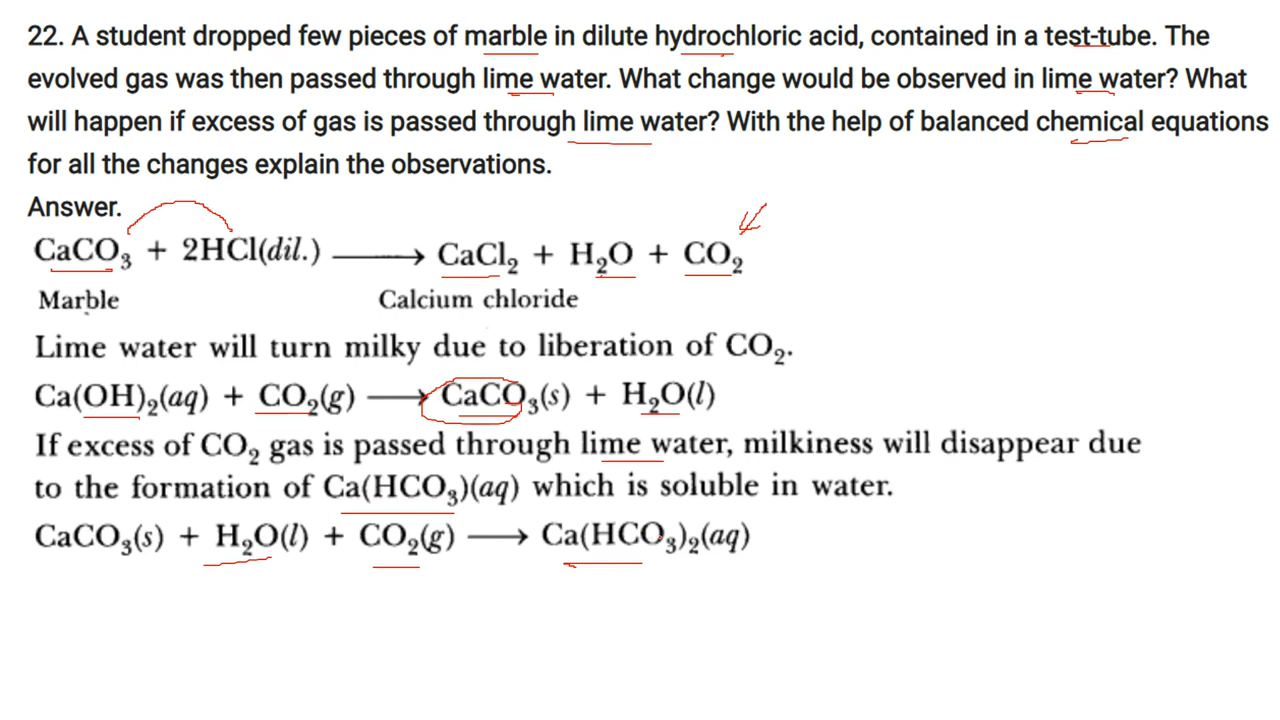 22. A student dropped few pieces of marble in dilute hydrochloric acid, contained in a test-tube. The
evolved gas was then passed through lime water. What change would be observed in lime water? What
will happen if excess of gas is passed through lime water? With the help of balanced chemical equations
for all the changes explain the observations.
Answer.
CaCO₃ + 2HCl(dil.) ⟶ CaCl₂ + H₂O + CO₂
Marble Calcium chloride
Lime water will turn milky due to liberation of CO₂.
Ca(OH)₂(aq) + CO₂(g) ⟶ CaCO₃(s) + H₂O(l)
If excess of CO₂ gas is passed through lime water, milkiness will disappear due
to the formation of Ca(HCO₃)(aq) which is soluble in water.
CaCO₃(s) + H₂O(l) + CO₂(g) ⟶ Ca(HCO₃)₂(aq)